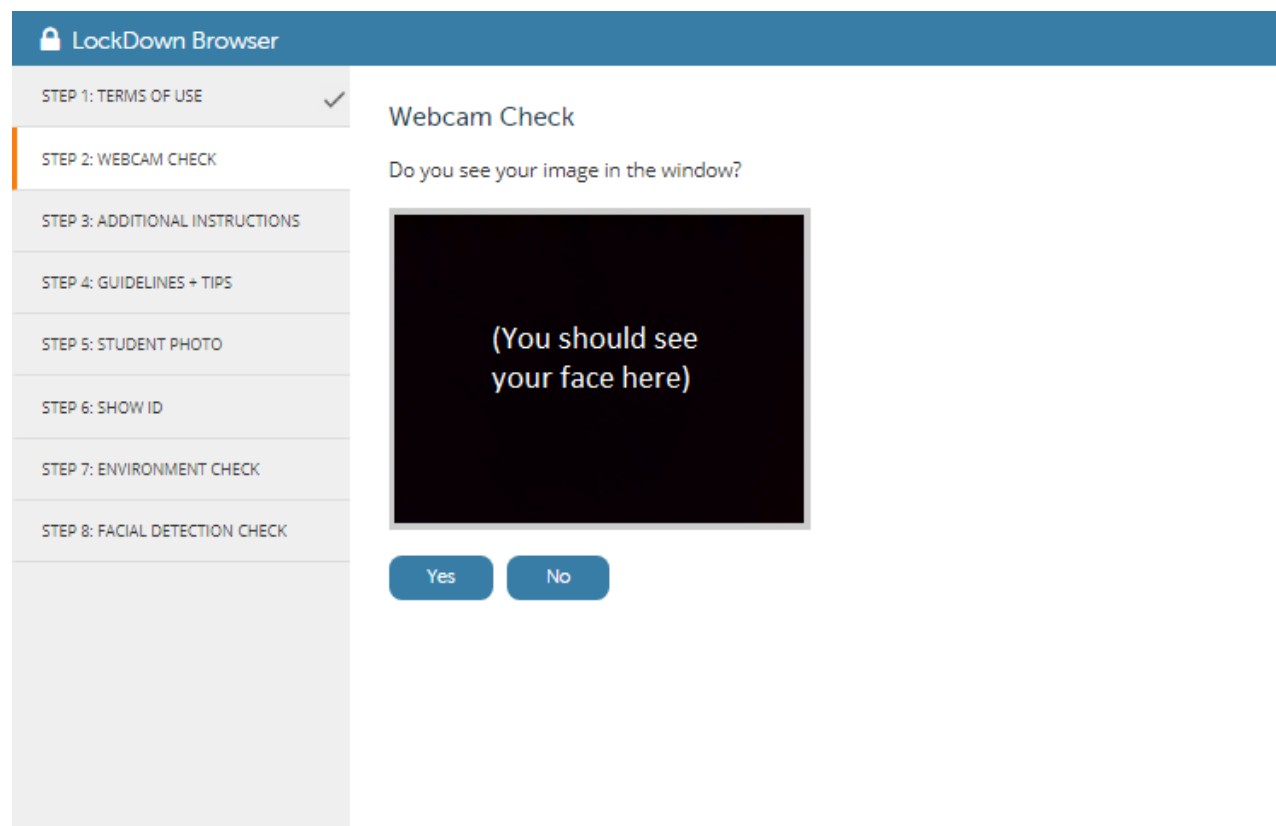 LockDown Browser
STEP 1: TERMS OF USE
STEP 2: WEBCAM CHECK
STEP 3: ADDITIONAL INSTRUCTIONS
STEP 4: GUIDELINES + TIPS
STEP 5: STUDENT PHOTO
STEP 6: SHOW ID
STEP 7: ENVIRONMENT CHECK
STEP 8: FACIAL DETECTION CHECK
Webcam Check
Do you see your image in the window?
(You should see
your face here)
Yes No